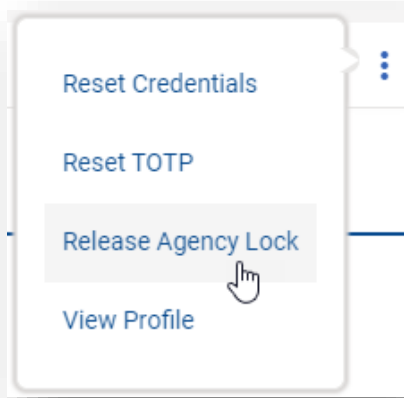 Reset Credentials
Reset TOTP
Release Agency Lock
View Profile